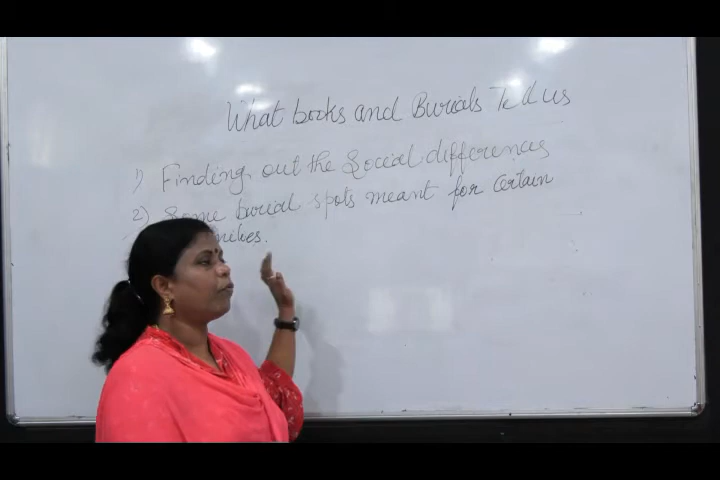 What books and Burials Tell us
1) Finding out the Social differences
2) Some burial spots meant for Certain